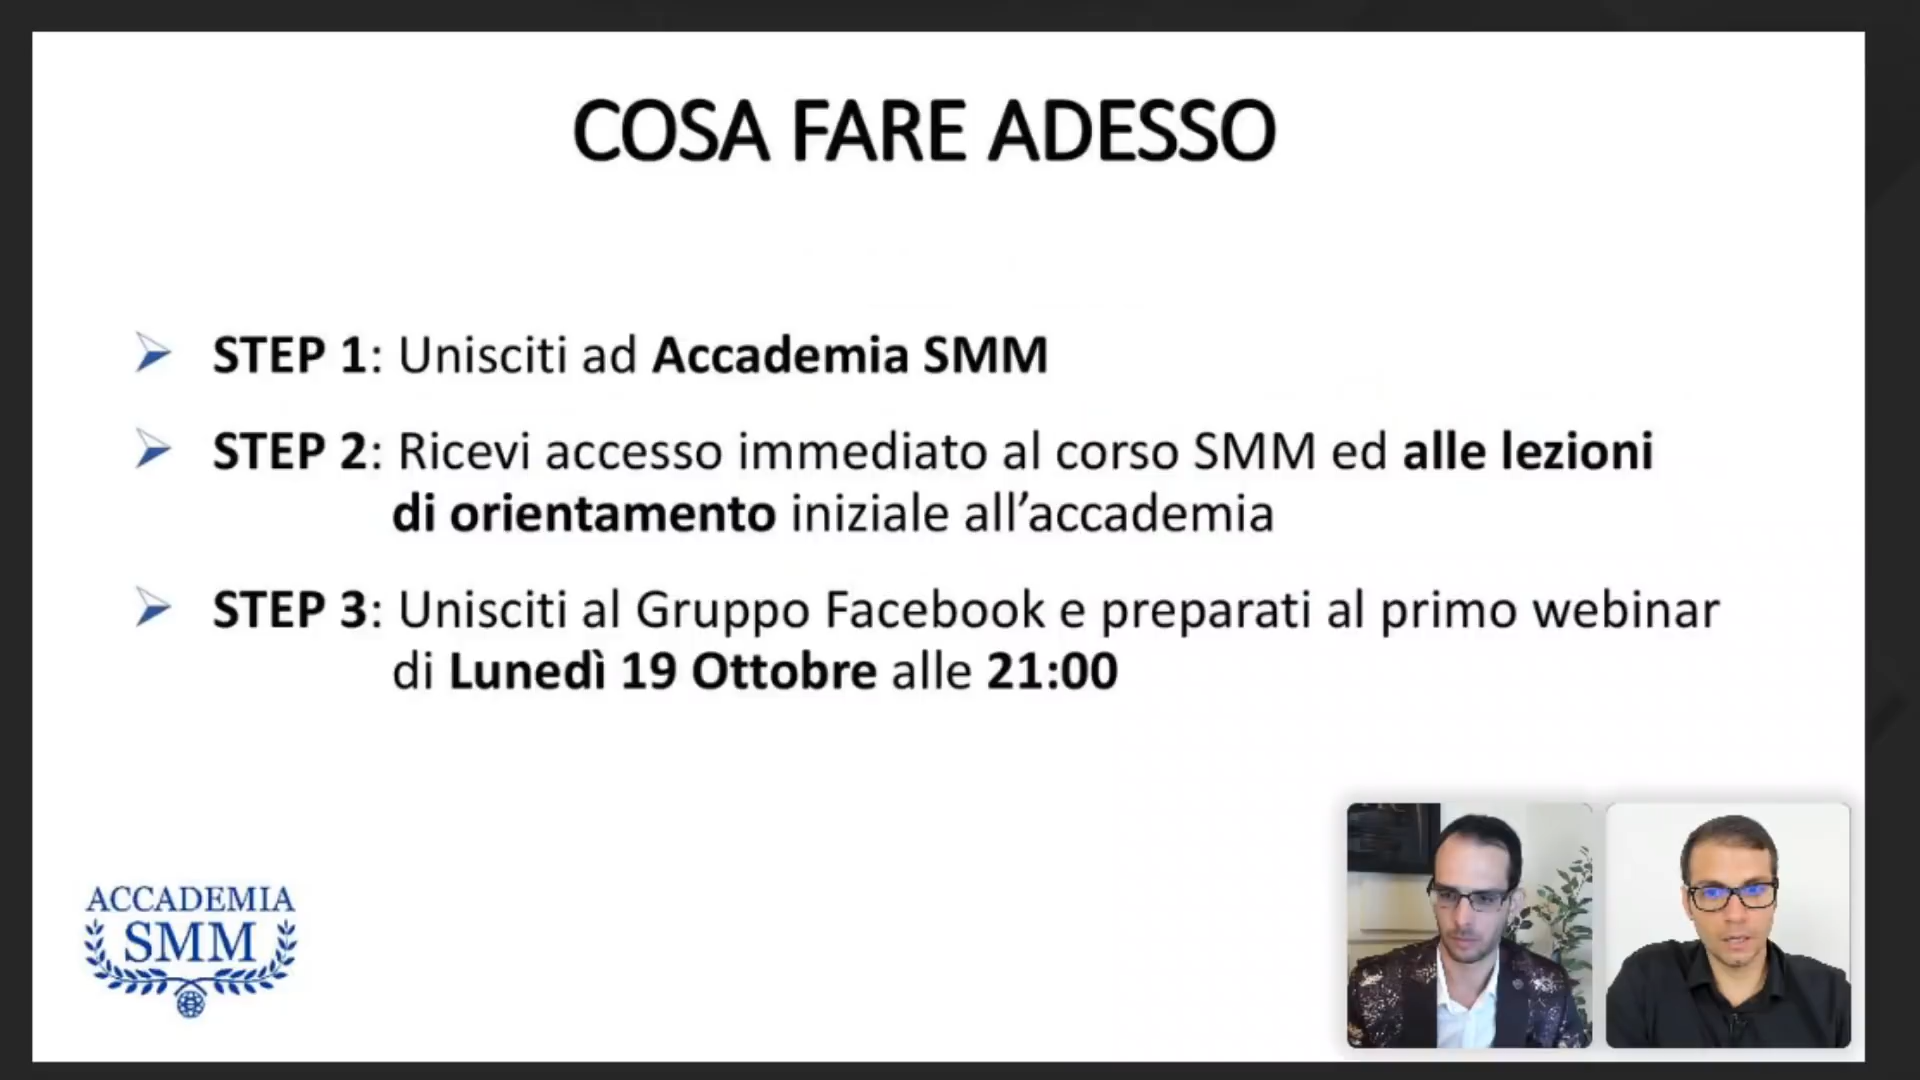 COSA FARE ADESSO
STEP 1: Unisciti ad Accademia SMM
STEP 2: Ricevi accesso immediato al corso SMM ed alle lezioni
di orientamento iniziale all’accademia
STEP 3: Unisciti al Gruppo Facebook e preparati al primo webinar
di Lunedì 19 Ottobre alle 21:00
ACCADEMIA
SMM